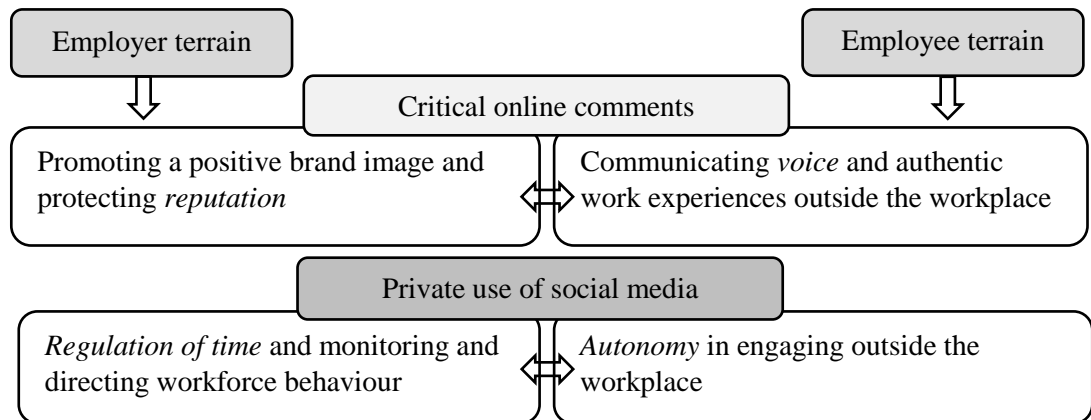 Employer terrain
Employee terrain
Critical online comments
Promoting a positive brand image and
protecting reputation
Communicating voice and authentic
work experiences outside the workplace
Private use of social media
Regulation of time and monitoring and
directing workforce behaviour
Autonomy in engaging outside the
workplace